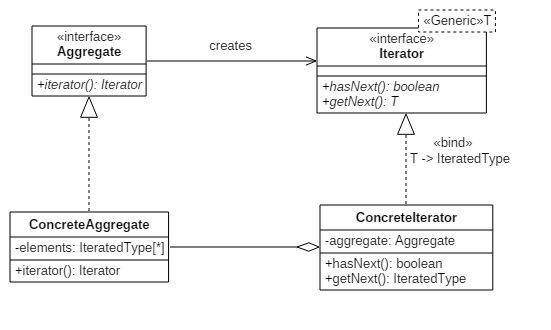 «Generic»T
«interface»
Aggregate
+iterator(): Iterator
creates
«interface»
Iterator
+hasNext(): boolean
+getNext(): T
«bind»
T -> IteratedType
ConcreteAggregate
-elements: IteratedType[*]
+iterator(): Iterator
ConcreteIterator
-aggregate: Aggregate
+hasNext(): boolean
+getNext(): IteratedType